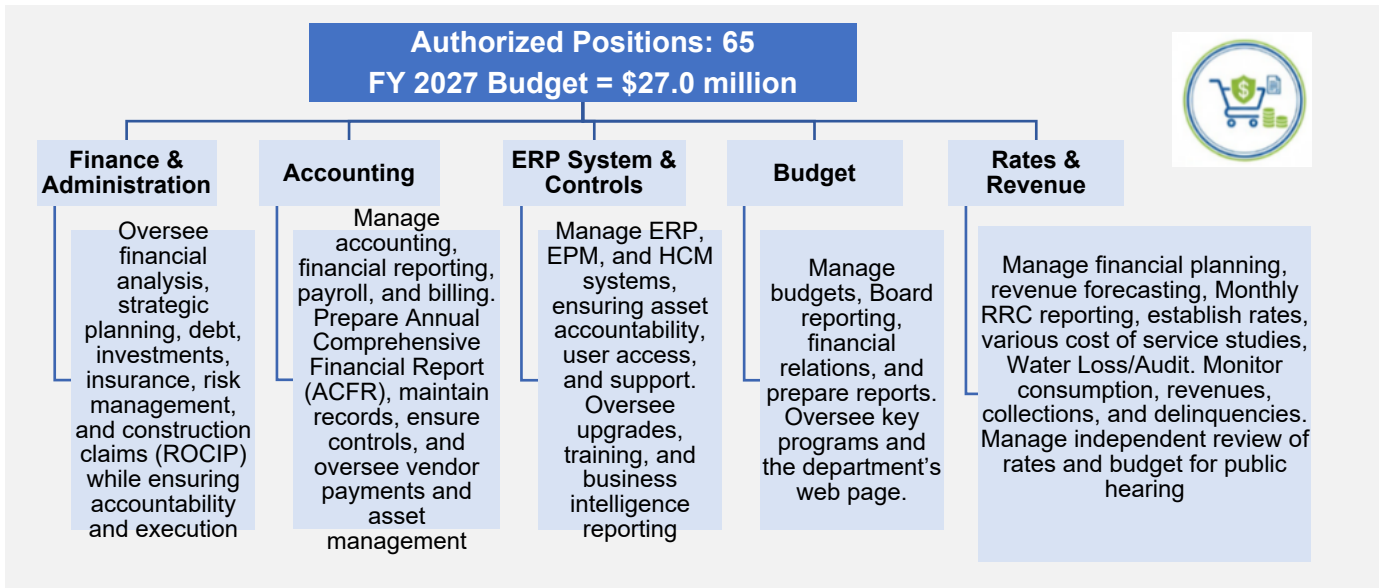 Authorized Positions: 65
FY 2027 Budget = $27.0 million
Finance &
Administration
Oversee
financial
analysis,
strategic
planning, debt,
investments,
insurance, risk
management,
and construction
claims (ROCIP)
while ensuring
accountability
and execution
Accounting
Manage
accounting,
financial reporting,
payroll, and billing.
Prepare Annual
Comprehensive
Financial Report
(ACFR), maintain
records, ensure
controls, and
oversee vendor
payments and
asset
management
ERP System &
Controls
Manage ERP,
EPM, and HCM
systems,
ensuring asset
accountability,
user access,
and support.
Oversee
upgrades,
training, and
business
intelligence
reporting
Budget
Manage
budgets, Board
reporting,
financial
relations, and
prepare reports.
Oversee key
programs and
the department’s
web page.
Rates &
Revenue
Manage financial planning,
revenue forecasting, Monthly
RRC reporting, establish rates,
various cost of service studies,
Water Loss/Audit. Monitor
consumption, revenues,
collections, and delinquencies.
Manage independent review of
rates and budget for public
hearing
$